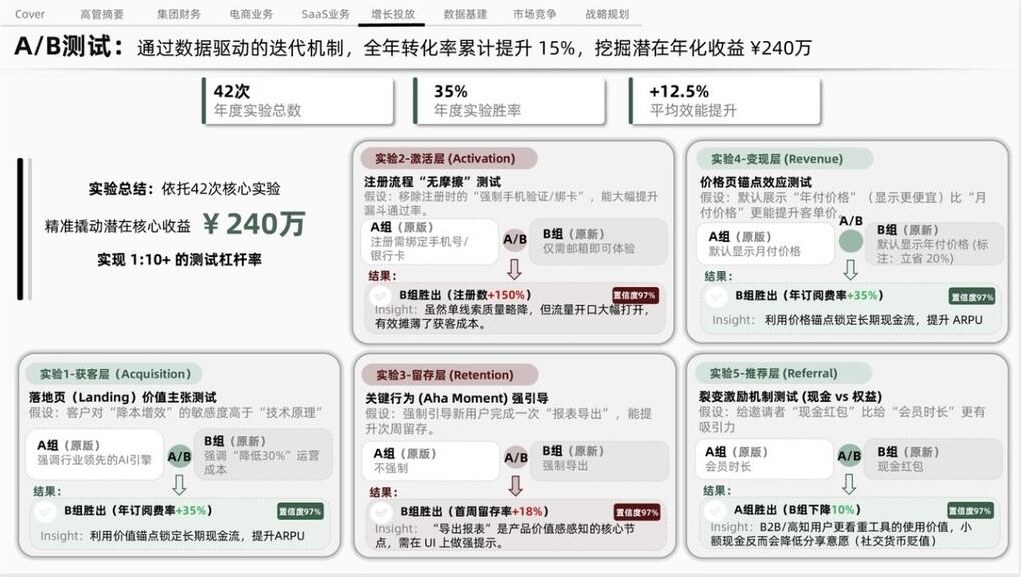 Cover 高管摘要 集团财务 电商业务 SaaS业务 增长投放 数据基建 市场竞争 战略规划
A/B测试：通过数据驱动的迭代机制，全年转化率累计提升 15%，挖掘潜在年化收益 ¥240万
42次
年度实验总数
35%
年度实验胜率
+12.5%
平均效能提升
实验总结：依托42次核心实验
精准撬动潜在核心收益 ¥240万
实现 1:10+ 的测试杠杆率
实验2-激活层 (Activation)
注册流程 “无摩擦” 测试
假设：移除注册时的“强制手机验证/绑卡”，能大幅提升
漏斗通过率。
A组（原版）
注册需绑定手机号/
银行卡
A/B
B组（原新）
仅需邮箱即可体验
结果：
B组胜出（注册数+150%）
置信度97%
Insight： 虽然单线索质量略降，但流量开口大幅打开，
有效摊薄了获客成本。
实验4-变现层 (Revenue)
价格页锚点效应测试
假设：默认展示“年付价格”（显示更便宜）比“月
付价格”更能提升客单价。
A组（原版）
默认显示月付价格
A/B
B组（原新）
默认显示年付价格 (标
注：立省 20%)
结果：
B组胜出（年订阅费率+35%）
置信度97%
Insight： 利用价格锚点锁定长期现金流，提升 ARPU
实验1-获客层（Acquisition）
落地页（Landing）价值主张测试
假设：客户对“降本增效”的敏感度高于“技术原理”
A组（原版）
强调行业领先的AI引擎
A/B
B组（原新）
强调“降低30%”运营
成本
结果：
B组胜出（年订阅费率+35%）
置信度97%
Insight： 利用价值锚点锁定长期现金流，提升ARPU
实验3-留存层 (Retention)
关键行为 (Aha Moment) 强引导
假设：强制引导新用户完成一次“报表导出”，能提
升次周留存。
A组（原版）
不强制
A/B
B组（原新）
强制导出
结果：
B组胜出（首周留存率+18%）
置信度97%
Insight： “导出报表”是产品价值感感知的核心节
点，需在 UI 上做强提示。
实验5-推荐层 (Referral)
裂变激励机制测试 (现金 vs 权益)
假设：给邀请者“现金红包”比给“会员时长”更有
吸引力
A组（原版）
会员时长
A/B
B组（原新）
现金红包
结果：
A组胜出（B组下降10%）
置信度97%
Insight： B2B/高知用户更看重工具的使用价值，小
额现金反而会降低分享意愿（社交货币贬值）